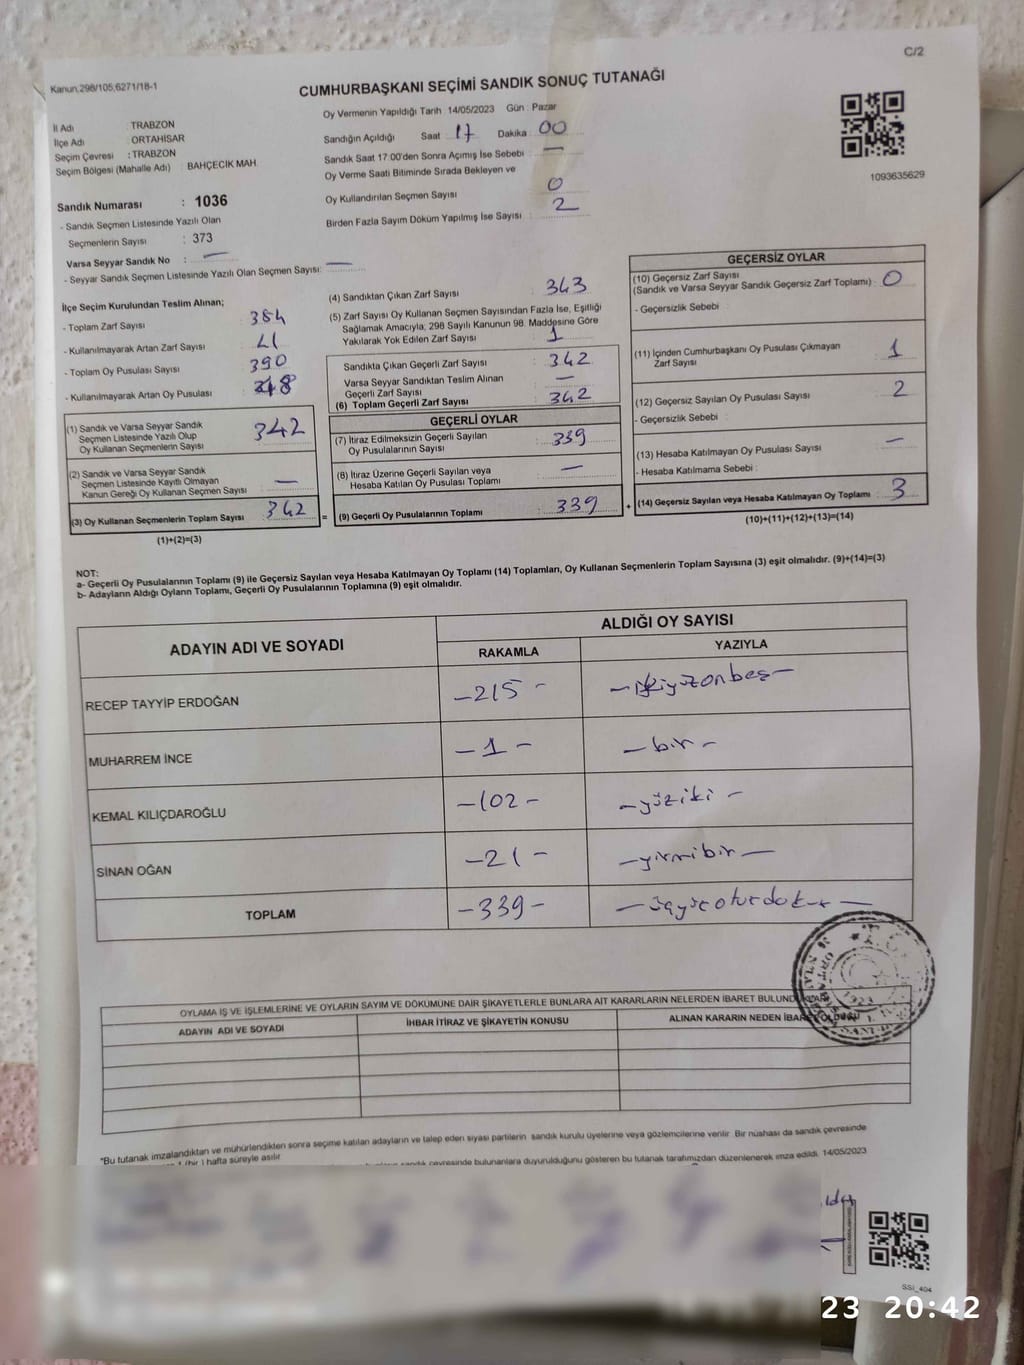 C/2
Kanun,298/105,6271/18-1
CUMHURBAŞKANI SEÇİMİ SANDIK SONUÇ TUTANAĞI
Oy Vermenin Yapıldığı Tarih 14/05/2023 Gün : Pazar
İl Adı : TRABZON
İlçe Adı : ORTAHİSAR
Seçim Çevresi : TRABZON
Seçim Bölgesi (Mahalle Adı) : BAHÇECİK MAH.
Sandık Numarası : 1036
- Sandık Seçmen Listesinde Yazılı Olan
Seçmenlerin Sayısı : 373
Varsa Seyyar Sandık No : —
- Seyyar Sandık Seçmen Listesinde Yazılı Olan Seçmen Sayısı: —
Sandığın Açıldığı Saat : 17 Dakika : 00
Sandık Saat 17:00'den Sonra Açımış İse Sebebi : —
Oy Verme Saati Bitiminde Sırada Bekleyen ve
Oy Kullandırılan Seçmen Sayısı : 0
Birden Fazla Sayım Döküm Yapılmış İse Sayısı : 2
1093635629
İlçe Seçim Kurulundan Teslim Alınan;
- Toplam Zarf Sayısı : 384
- Kullanılmayarak Artan Zarf Sayısı : 41
- Toplam Oy Pusulası Sayısı : 390
- Kullanılmayarak Artan Oy Pusulası :
(1) Sandık ve Varsa Seyyar Sandık
Seçmen Listesinde Yazılı Olup
Oy Kullanan Seçmenlerin Sayısı : 342
(2) Sandık ve Varsa Seyyar Sandık
Seçmen Listesinde Kayıtlı Olmayan
Kanun Gereği Oy Kullanan Seçmen Sayısı : —
(3) Oy Kullanan Seçmenlerin Toplam Sayısı : 342
(1)+(2)=(3)
=
(4) Sandıktan Çıkan Zarf Sayısı : 343
(5) Zarf Sayısı Oy Kullanan Seçmen Sayısından Fazla İse, Eşitliği
Sağlamak Amacıyla; 298 Sayılı Kanunun 98. Maddesine Göre
Yakılarak Yok Edilen Zarf Sayısı : 1
Sandıkta Çıkan Geçerli Zarf Sayısı : 342
Varsa Seyyar Sandıktan Teslim Alınan
Geçerli Zarf Sayısı : —
(6) Toplam Geçerli Zarf Sayısı : 342
GEÇERLİ OYLAR
(7) İtiraz Edilmeksizin Geçerli Sayılan
Oy Pusulalarının Sayısı : 339
(8) İtiraz Üzerine Geçerli Sayılan veya
Hesaba Katılan Oy Pusulası Toplamı : —
(9) Geçerli Oy Pusulalarının Toplamı : 339
+
GEÇERSİZ OYLAR
(10) Geçersiz Zarf Sayısı
(Sandık ve Varsa Seyyar Sandık Geçersiz Zarf Toplamı) : 0
- Geçersizlik Sebebi :
(11) İçinden Cumhurbaşkanı Oy Pusulası Çıkmayan
Zarf Sayısı : 1
(12) Geçersiz Sayılan Oy Pusulası Sayısı : 2
- Geçersizlik Sebebi :
(13) Hesaba Katılmayan Oy Pusulası Sayısı : —
- Hesaba Katılmama Sebebi :
(14) Geçersiz Sayılan veya Hesaba Katılmayan Oy Toplamı : 3
(10)+(11)+(12)+(13)=(14)
NOT:
a- Geçerli Oy Pusulalarının Toplamı (9) ile Geçersiz Sayılan veya Hesaba Katılmayan Oy Toplamı (14) Toplamları, Oy Kullanan Seçmenlerin Toplam Sayısına (3) eşit olmalıdır. (9)+(14)=(3)
b- Adayların Aldığı Oyların Toplamı, Geçerli Oy Pusulalarının Toplamına (9) eşit olmalıdır.
ADAYIN ADI VE SOYADI ALDIĞI OY SAYISI
RAKAMLA YAZIYLA
RECEP TAYYİP ERDOĞAN -215- -ikiyüzonbeş-
MUHARREM İNCE -1- -bir-
KEMAL KILIÇDAROĞLU -102- -yüziki-
SİNAN OĞAN -21- -yirmibir-
TOPLAM -339-
OYLAMA İŞ VE İŞLEMLERİNE VE OYLARIN SAYIM VE DÖKÜMÜNE DAİR ŞİKAYETLERLE BUNLARA AİT KARARLARIN NELERDEN İBARET BULUNDUKLARI
ADAYIN ADI VE SOYADI İHBAR İTİRAZ VE ŞİKAYETİN KONUSU ALINAN KARARIN NEDEN İBARET OLDUĞU
1923
*Bu tutanak imzalandıktan ve mühürlendikten sonra seçime katılan adayların ve talep eden siyasi partilerin sandık kurulu üyelerine veya gözlemcilerine verilir. Bir nüshası da sandık çevresinde
1 (bir ) hafta süreyle asılır
sandık çevresinde bulunanlara duyurulduğunu gösteren bu tutanak tarafımızdan düzenlenerek imza edildi. 14/05/2023
SSI_404
23 20:42